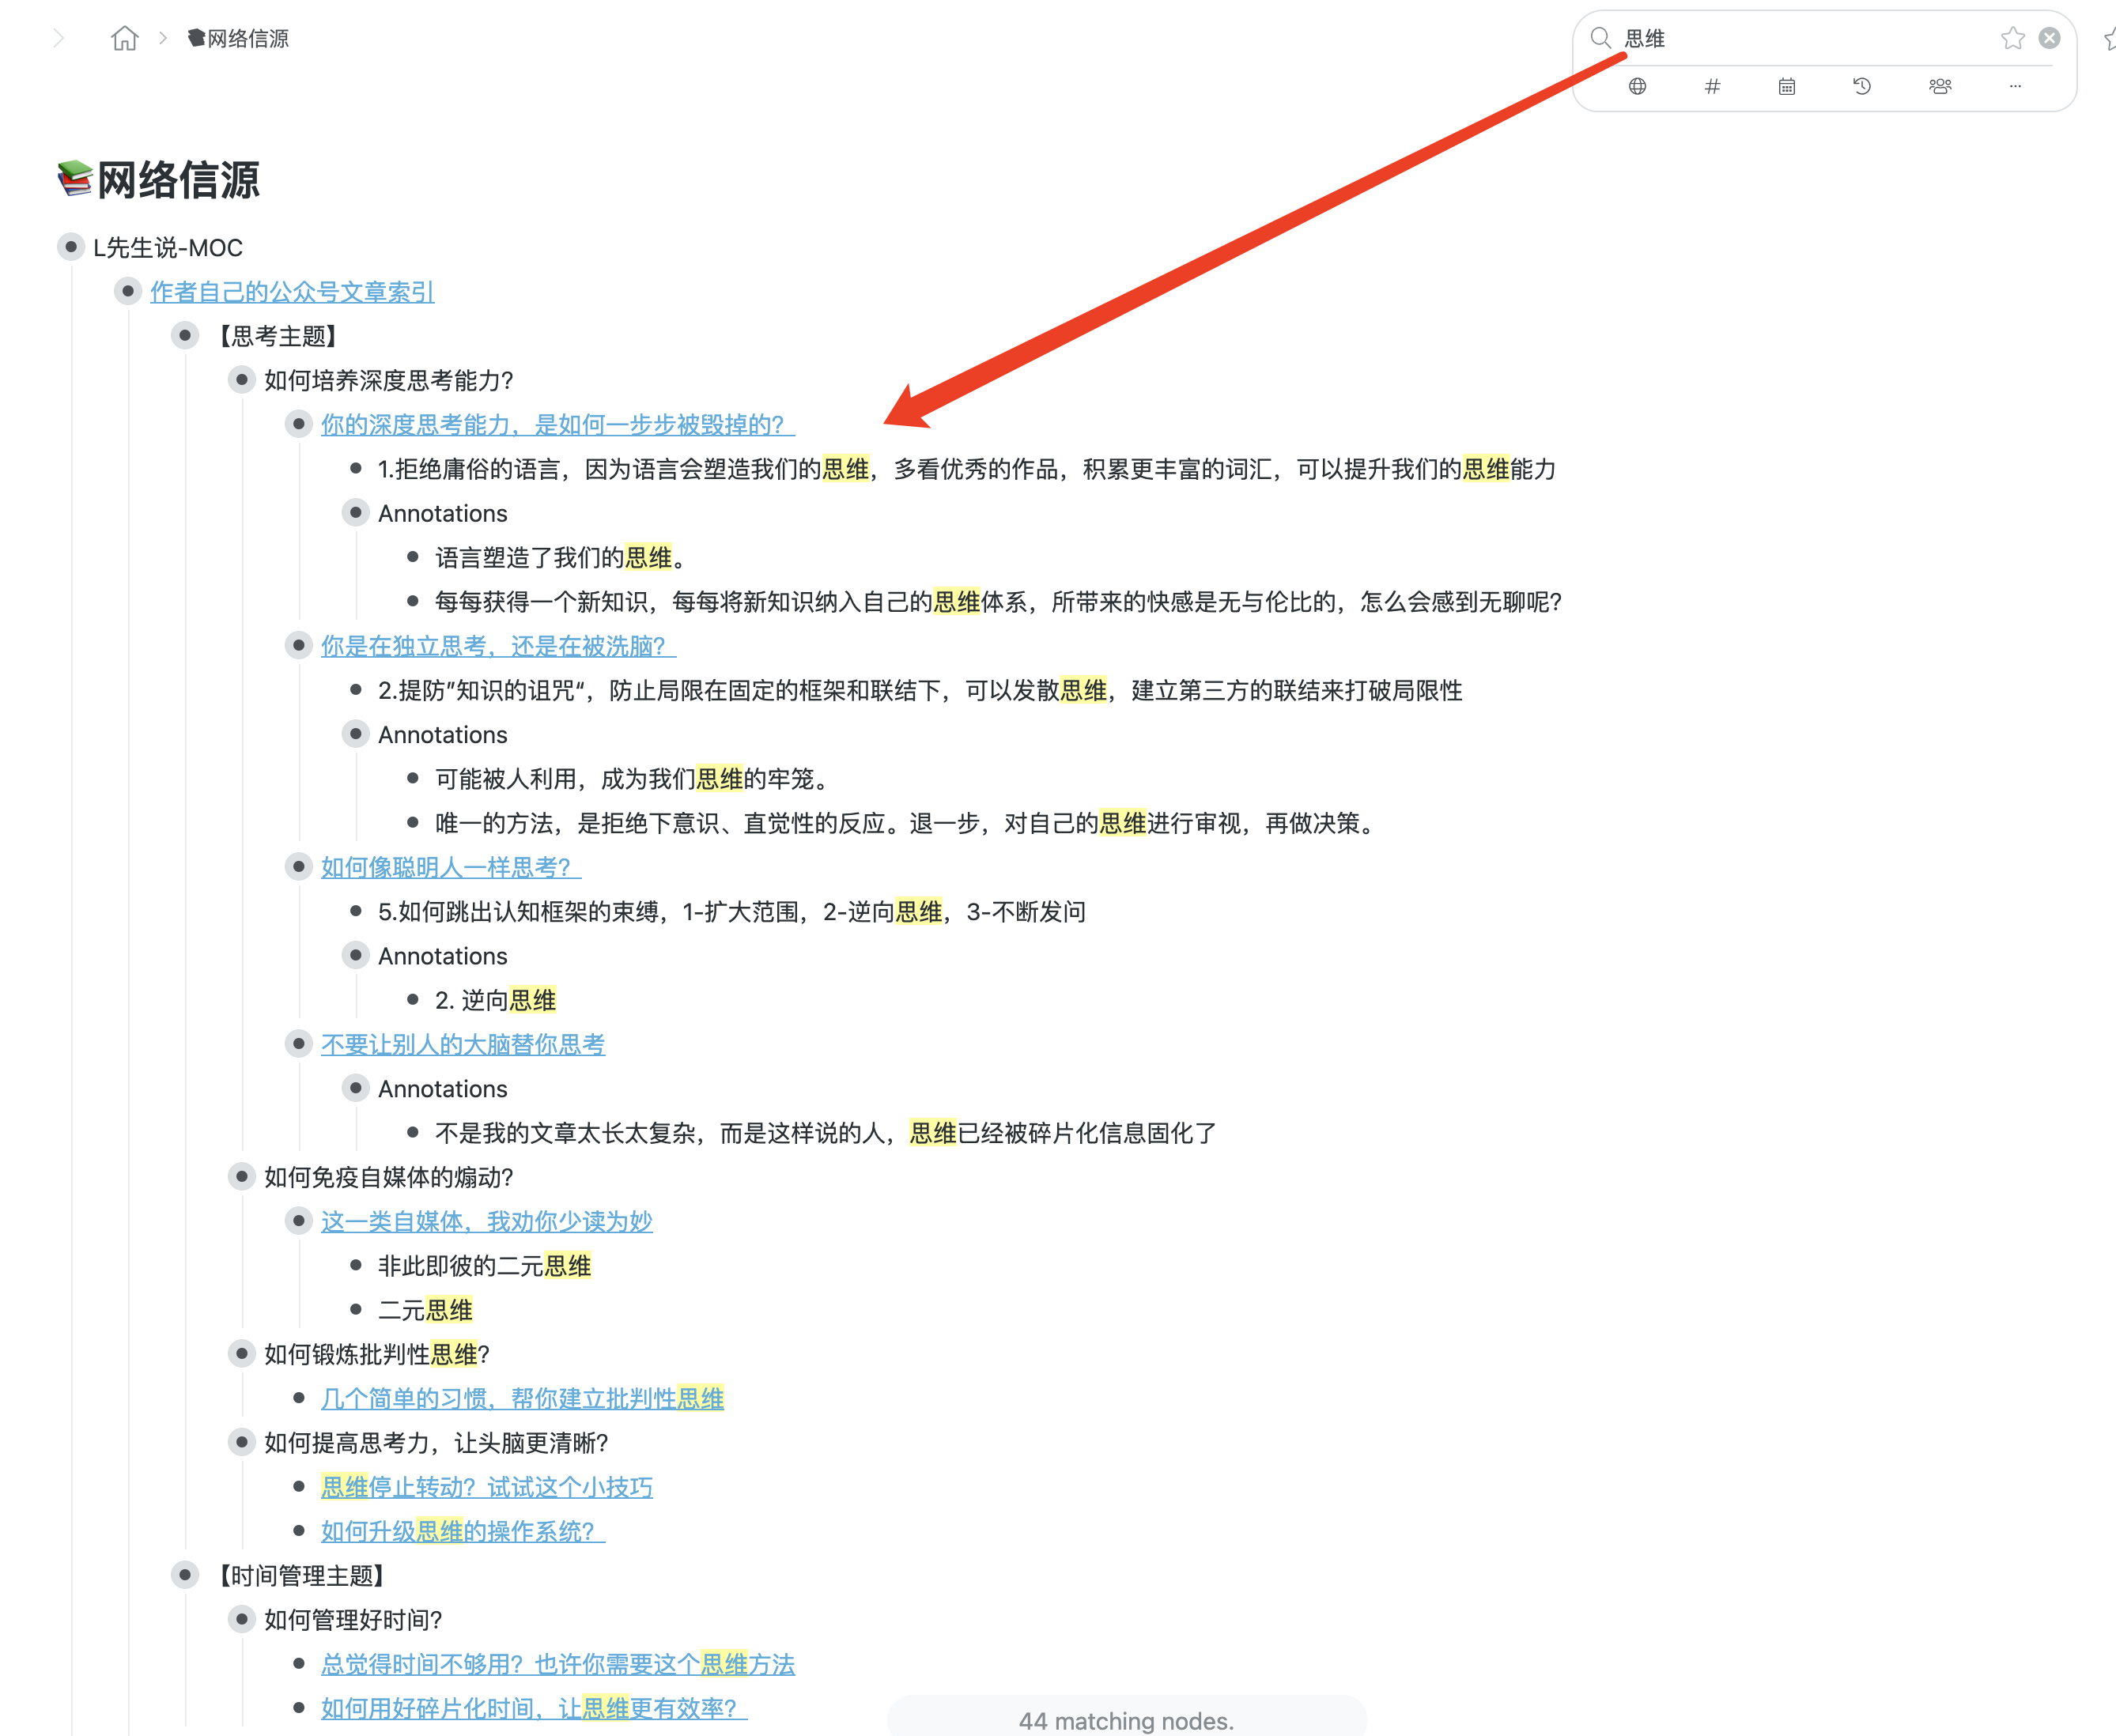 网络信源
思维
网络信源
L先生说-MOC
作者自己的公众号文章索引
【思考主题】
如何培养深度思考能力？
你的深度思考能力，是如何一步步被毁掉的？
1.拒绝庸俗的语言，因为语言会塑造我们的思维，多看优秀的作品，积累更丰富的词汇，可以提升我们的思维能力
Annotations
语言塑造了我们的思维。
每每获得一个新知识，每每将新知识纳入自己的思维体系，所带来的快感是无与伦比的，怎么会感到无聊呢？
你是在独立思考，还是在被洗脑？
2.提防”知识的诅咒“，防止局限在固定的框架和联结下，可以发散思维，建立第三方的联结来打破局限性
Annotations
可能被人利用，成为我们思维的牢笼。
唯一的方法，是拒绝下意识、直觉性的反应。退一步，对自己的思维进行审视，再做决策。
如何像聪明人一样思考？
5.如何跳出认知框架的束缚，1-扩大范围，2-逆向思维，3-不断发问
Annotations
2. 逆向思维
不要让别人的大脑替你思考
Annotations
不是我的文章太长太复杂，而是这样说的人，思维已经被碎片化信息固化了
如何免疫自媒体的煽动？
这一类自媒体，我劝你少读为妙
非此即彼的二元思维
二元思维
如何锻炼批判性思维？
几个简单的习惯，帮你建立批判性思维
如何提高思考力，让头脑更清晰？
思维停止转动？试试这个小技巧
如何升级思维的操作系统？
【时间管理主题】
如何管理好时间？
总觉得时间不够用？也许你需要这个思维方法
如何用好碎片化时间，让思维更有效率？
44 matching nodes.